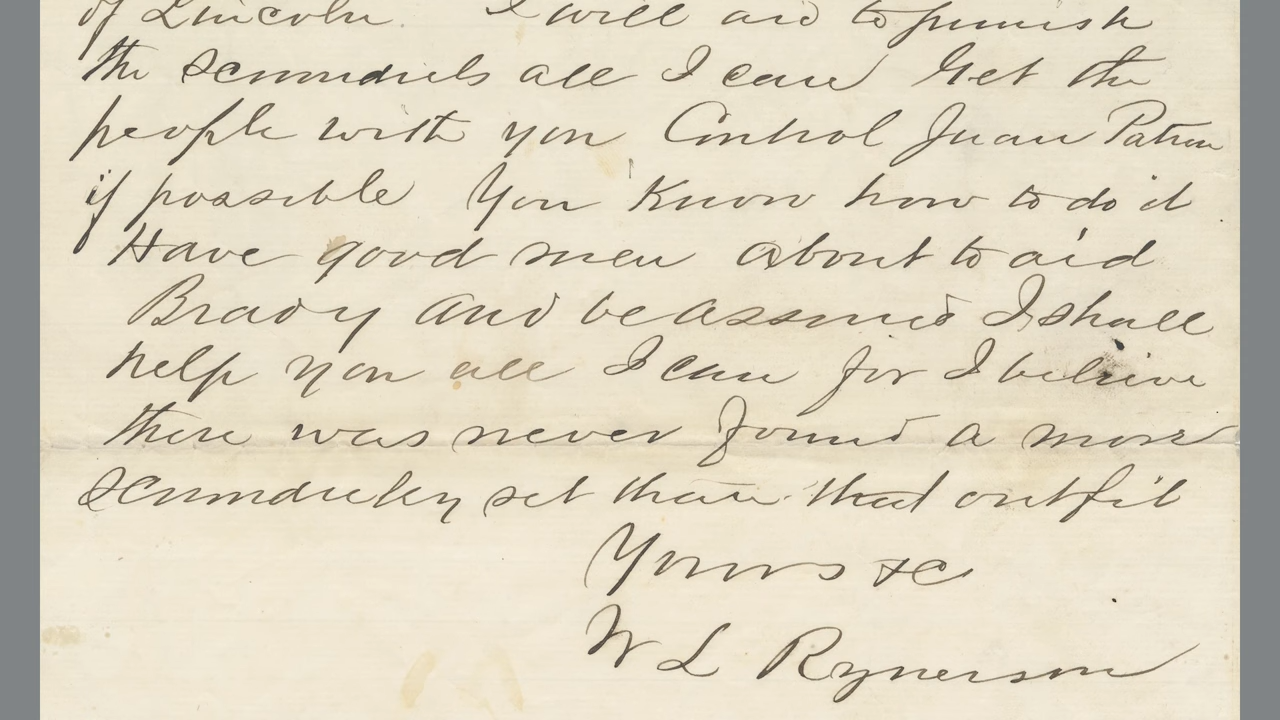 of Lincoln. I will aid to punish
the scoundrels all I can Get the
people with you Control Juan Patron
if possible You Know how to do it
Have good men about to aid
Brady and be assured I shall
help you all I can for I believe
there was never found a more
scoundrely set than that outfit
Yours &c
W L Rynerson